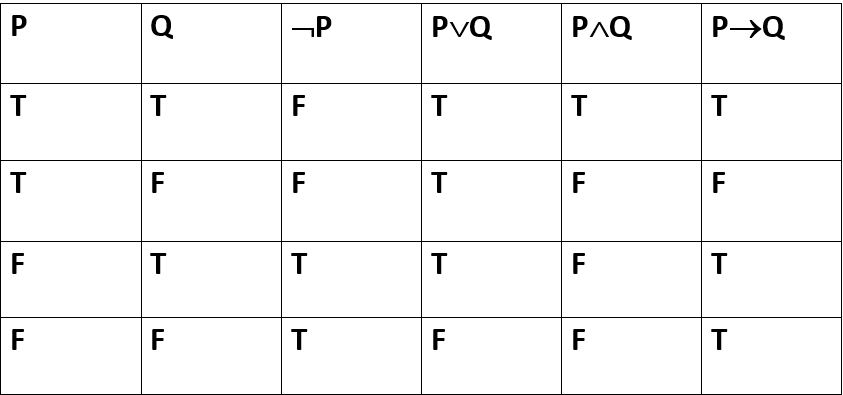 P Q ¬P P∨Q P∧Q P→Q
T T F T T T
T F F T F F
F T T T F T
F F T F F T